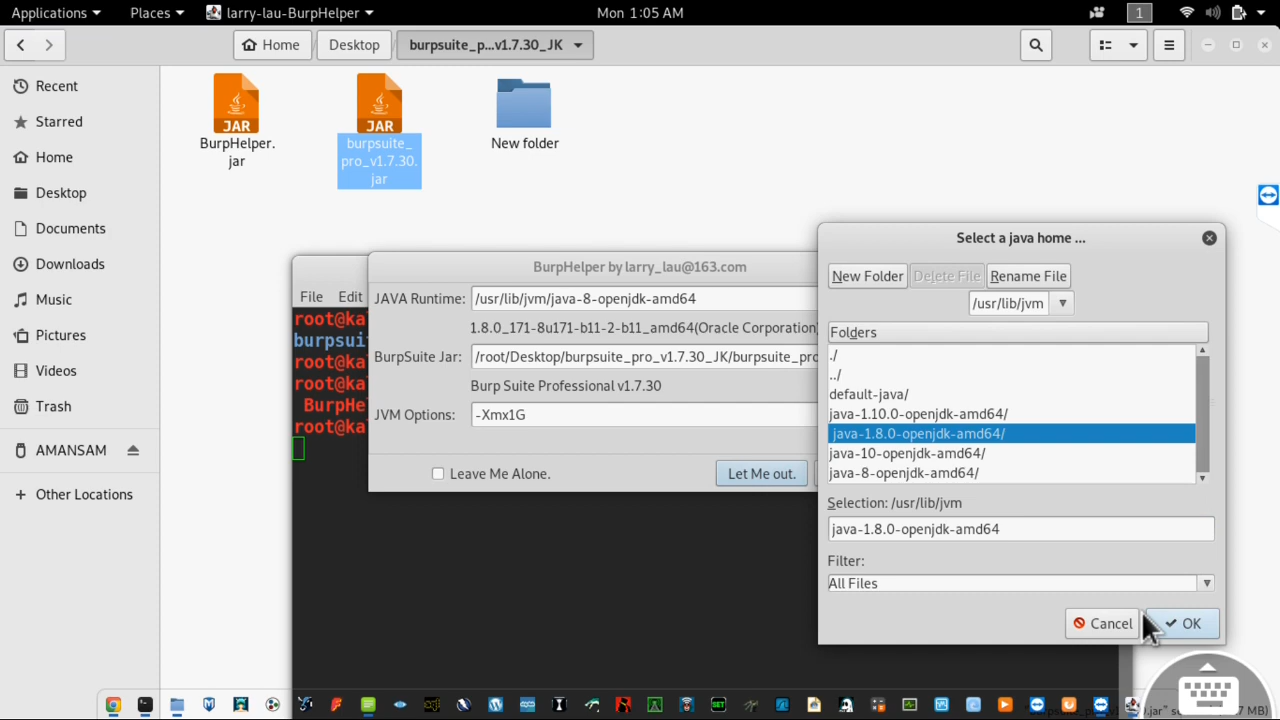 Applications
Places
larry-lau-BurpHelper
Mon 1:05 AM
1
Home
Desktop
burpsuite_p...v1.7.30_JK
Recent
Starred
Home
Desktop
Documents
Downloads
Music
Pictures
Videos
Trash
AMANSAM
Other Locations
JAR
BurpHelper.
jar
JAR
burpsuite_
pro_v1.7.30.
jar
New folder
File Edit
root@ka
burpsui
root@ka
root@ka
BurpHe
root@ka
BurpHelper by larry_lau@163.com
JAVA Runtime: /usr/lib/jvm/java-8-openjdk-amd64
1.8.0_171-8u171-b11-2-b11_amd64(Oracle Corporation)
BurpSuite Jar: /root/Desktop/burpsuite_pro_v1.7.30_JK/burpsuite_pro
Burp Suite Professional v1.7.30
JVM Options: -Xmx1G
Leave Me Alone.
Let Me out.
Select a java home ...
New Folder
Delete File
Rename File
/usr/lib/jvm
Folders
./
../
default-java/
java-1.10.0-openjdk-amd64/
java-1.8.0-openjdk-amd64/
java-10-openjdk-amd64/
java-8-openjdk-amd64/
Selection: /usr/lib/jvm
java-1.8.0-openjdk-amd64
Filter:
All Files
Cancel
OK